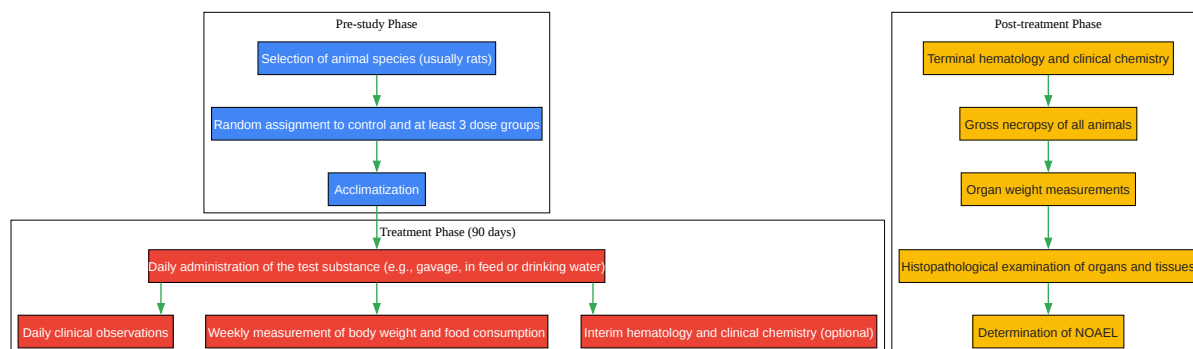 Pre-study Phase
Selection of animal species (usually rats)
Random assignment to control and at least 3 dose groups
Acclimatization
Treatment Phase (90 days)
Daily administration of the test substance (e.g., gavage, in feed or drinking water)
Daily clinical observations
Weekly measurement of body weight and food consumption
Interim hematology and clinical chemistry (optional)
Post-treatment Phase
Terminal hematology and clinical chemistry
Gross necropsy of all animals
Organ weight measurements
Histopathological examination of organs and tissues
Determination of NOAEL